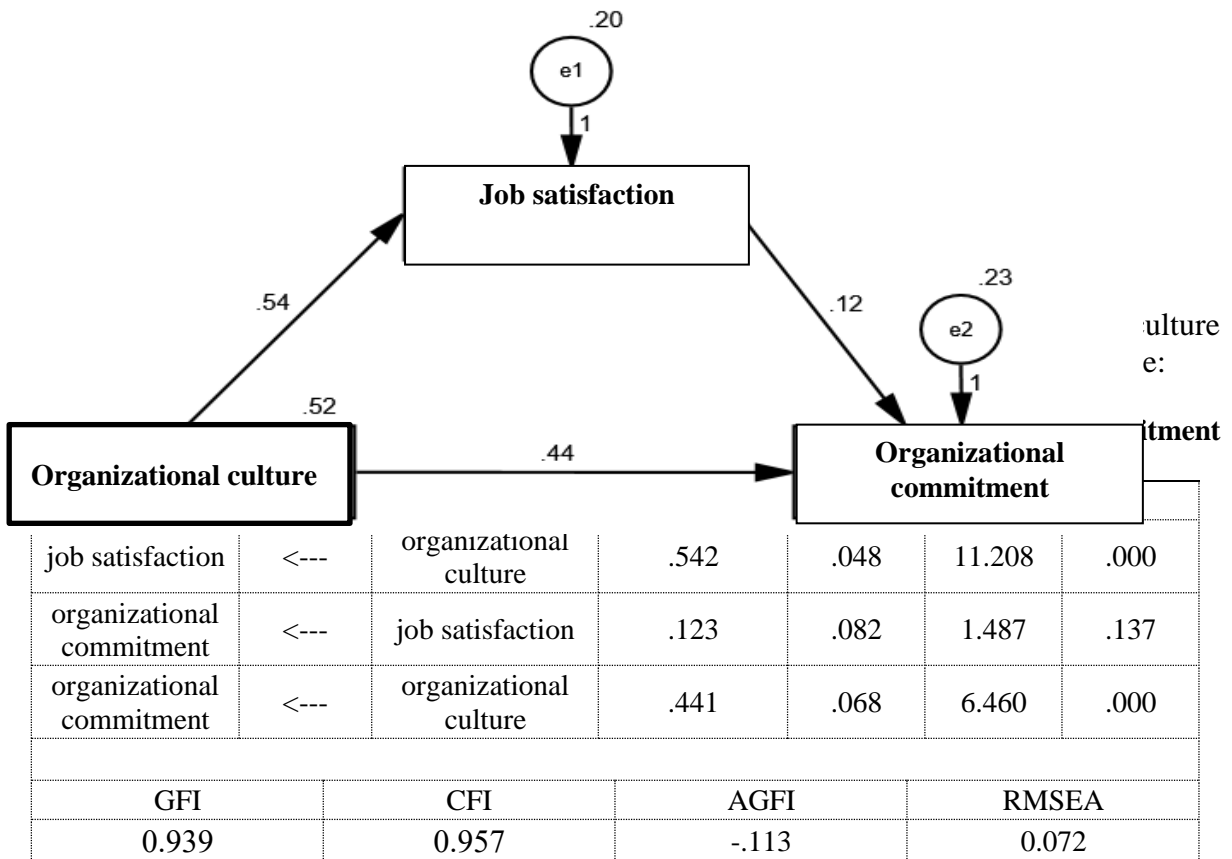 .20
e1
1
Job satisfaction
.54
.12
.23
e2
1
e:
.52
.44
Organizational culture
Organizational
commitment
job satisfaction <--- organizational culture .542 .048 11.208 .000
organizational commitment <--- job satisfaction .123 .082 1.487 .137
organizational commitment <--- organizational culture .441 .068 6.460 .000
GFI CFI AGFI RMSEA
0.939 0.957 -.113 0.072